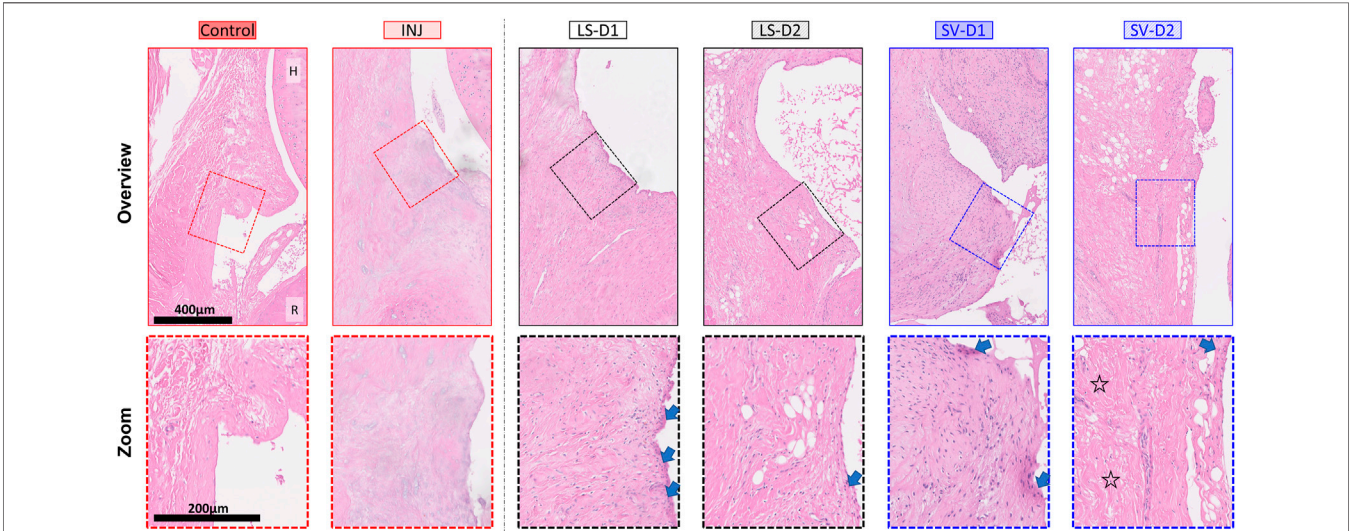 Control INJ LS-D1 LS-D2 SV-D1 SV-D2
Overview
H
R
400µm
Zoom
200µm